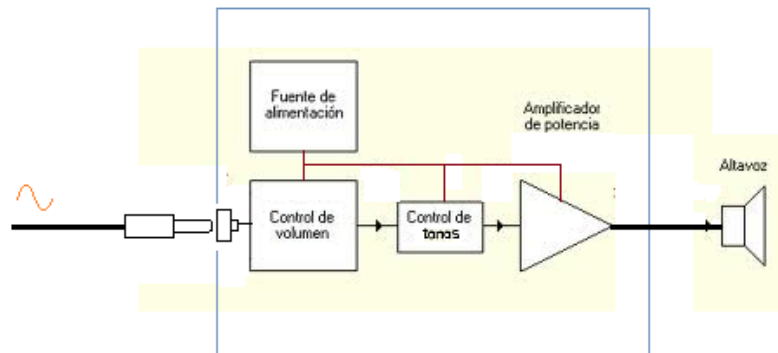 Fuente de
alimentación
Amplificador
de potencia
Altavoz
Control de
volumen
Control de
tonos